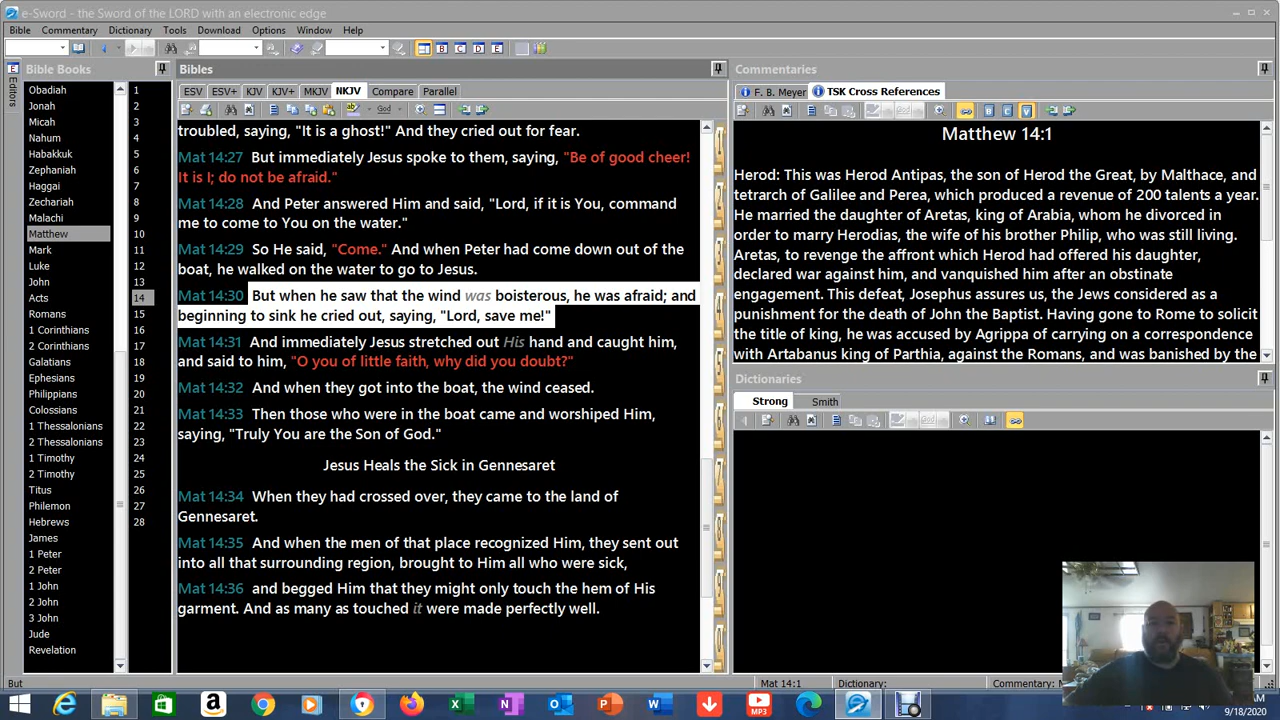 e-Sword - the Sword of the LORD with an electronic edge
Bible Commentary Dictionary Tools Download Options Window Help
B C D E
Editors
Bible Books
Obadiah
Jonah
Micah
Nahum
Habakkuk
Zephaniah
Haggai
Zechariah
Malachi
Matthew
Mark
Luke
John
Acts
Romans
1 Corinthians
2 Corinthians
Galatians
Ephesians
Philippians
Colossians
1 Thessalonians
2 Thessalonians
1 Timothy
2 Timothy
Titus
Philemon
Hebrews
James
1 Peter
2 Peter
1 John
2 John
3 John
Jude
Revelation
1
2
3
4
5
6
7
8
9
10
11
12
13
14
15
16
17
18
19
20
21
22
23
24
25
26
27
28
Bibles
ESV ESV+ KJV KJV+ MKJV NKJV Compare Parallel
God
troubled, saying, "It is a ghost!" And they cried out for fear.
Mat 14:27 But immediately Jesus spoke to them, saying, "Be of good cheer!
It is I; do not be afraid."
Mat 14:28 And Peter answered Him and said, "Lord, if it is You, command
me to come to You on the water."
Mat 14:29 So He said, "Come." And when Peter had come down out of the
boat, he walked on the water to go to Jesus.
Mat 14:30 But when he saw that the wind was boisterous, he was afraid; and
beginning to sink he cried out, saying, "Lord, save me!"
Mat 14:31 And immediately Jesus stretched out His hand and caught him,
and said to him, "O you of little faith, why did you doubt?"
Mat 14:32 And when they got into the boat, the wind ceased.
Mat 14:33 Then those who were in the boat came and worshiped Him,
saying, "Truly You are the Son of God."
Jesus Heals the Sick in Gennesaret
Mat 14:34 When they had crossed over, they came to the land of
Gennesaret.
Mat 14:35 And when the men of that place recognized Him, they sent out
into all that surrounding region, brought to Him all who were sick,
Mat 14:36 and begged Him that they might only touch the hem of His
garment. And as many as touched it were made perfectly well.
1
2
3
4
5
6
7
8
9
Commentaries
F. B. Meyer TSK Cross References
God B C V
Matthew 14:1
Herod: This was Herod Antipas, the son of Herod the Great, by Malthace, and
tetrarch of Galilee and Perea, which produced a revenue of 200 talents a year.
He married the daughter of Aretas, king of Arabia, whom he divorced in
order to marry Herodias, the wife of his brother Philip, who was still living.
Aretas, to revenge the affront which Herod had offered his daughter,
declared war against him, and vanquished him after an obstinate
engagement. This defeat, Josephus assures us, the Jews considered as a
punishment for the death of John the Baptist. Having gone to Rome to solicit
the title of king, he was accused by Agrippa of carrying on a correspondence
with Artabanus king of Parthia, against the Romans, and was banished by the
Dictionaries
Strong Smith
God
But
Mat 14:1
Dictionary:
MP3
9/18/2020